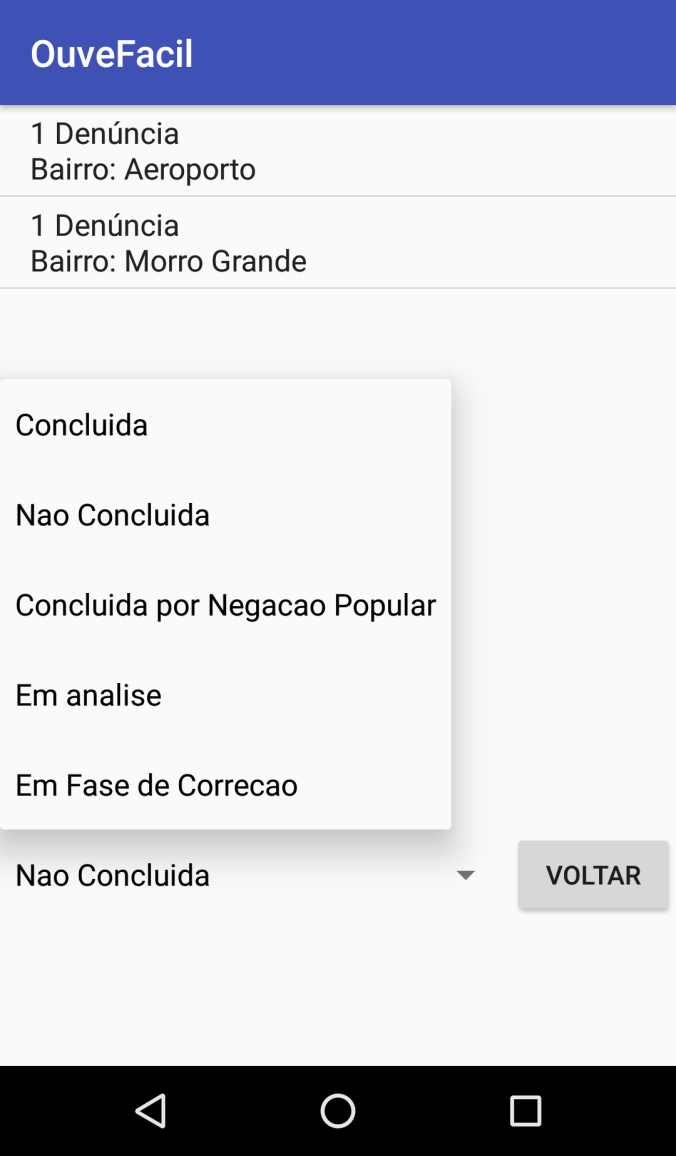 OuveFacil
1 Denúncia
Bairro: Aeroporto
1 Denúncia
Bairro: Morro Grande
Concluida
Nao Concluida
Concluida por Negacao Popular
Em analise
Em Fase de Correcao
Nao Concluida
VOLTAR